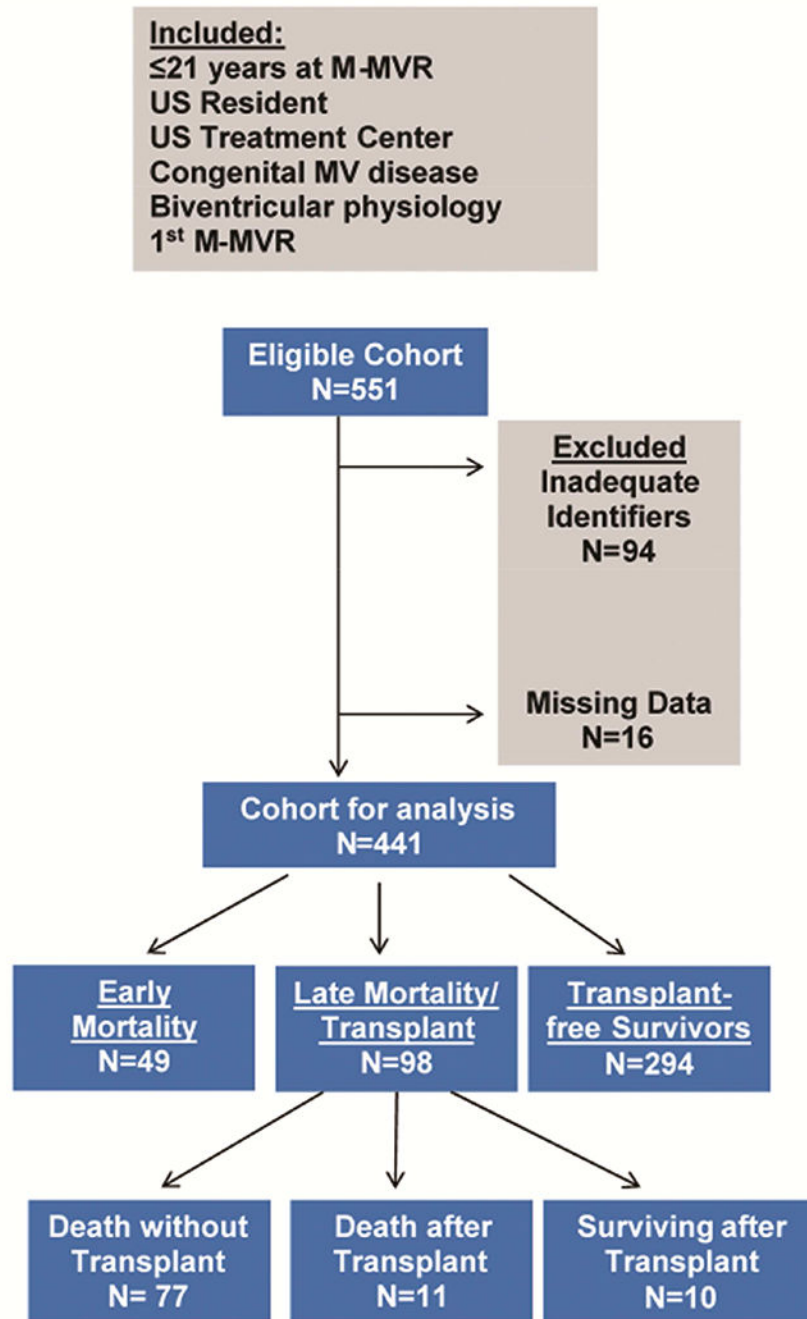 Included:
≤21 years at M-MVR
US Resident
US Treatment Center
Congenital MV disease
Biventricular physiology
1st M-MVR
Eligible Cohort
N=551
Excluded
Inadequate
Identifiers
N=94
Missing Data
N=16
Cohort for analysis
N=441
Early
Mortality
N=49
Late Mortality/
Transplant
N=98
Transplant-
free Survivors
N=294
Death without
Transplant
N= 77
Death after
Transplant
N=11
Surviving after
Transplant
N=10